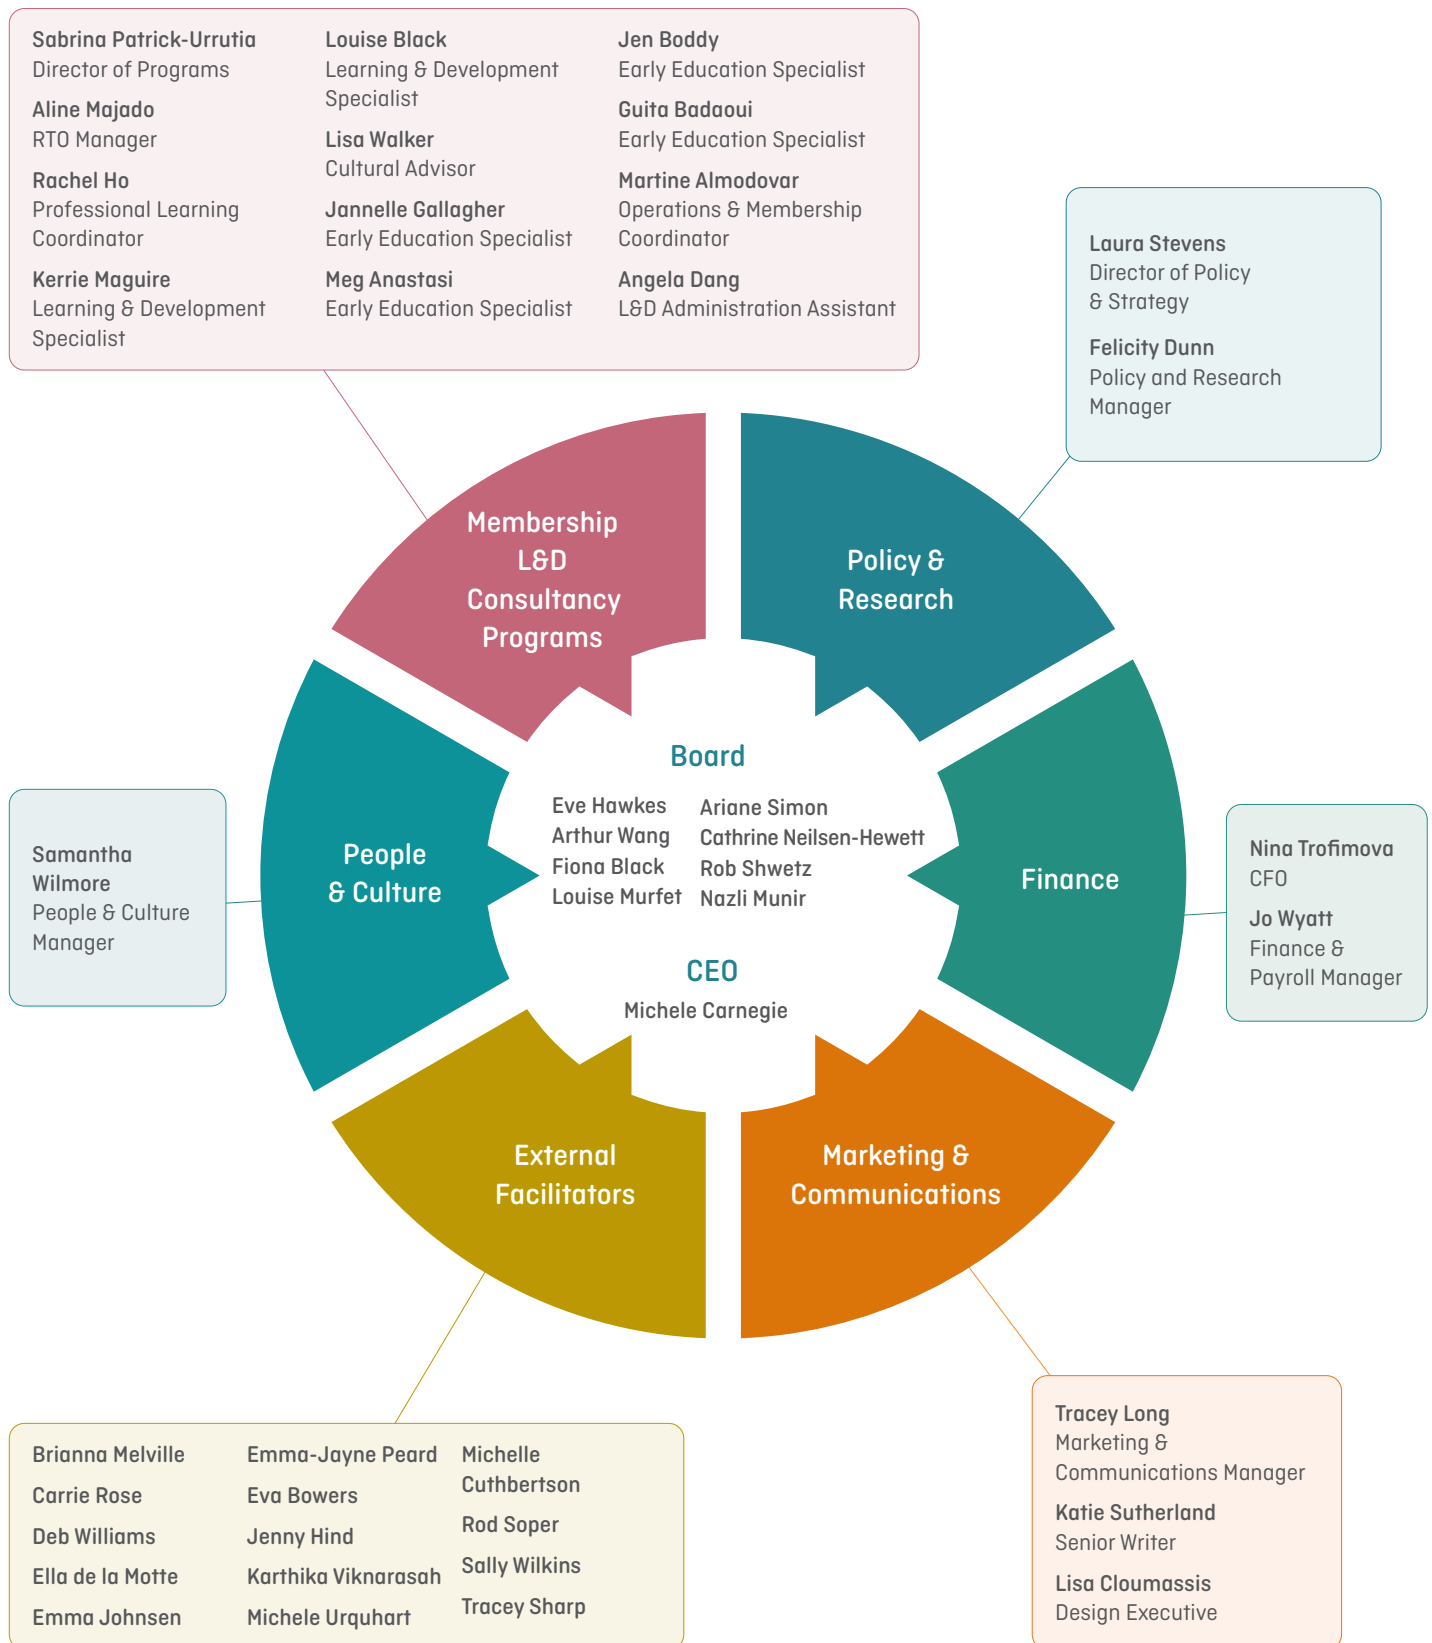 Sabrina Patrick-Urrutia
Director of Programs
Aline Majado
RTO Manager
Rachel Ho
Professional Learning
Coordinator
Kerrie Maguire
Learning & Development
Specialist
Louise Black
Learning & Development
Specialist
Lisa Walker
Cultural Advisor
Jannelle Gallagher
Early Education Specialist
Meg Anastasi
Early Education Specialist
Jen Boddy
Early Education Specialist
Guita Badaoui
Early Education Specialist
Martine Almodovar
Operations & Membership
Coordinator
Angela Dang
L&D Administration Assistant
Laura Stevens
Director of Policy
& Strategy
Felicity Dunn
Policy and Research
Manager
Membership
L&D
Consultancy
Programs
Policy &
Research
People
& Culture
Finance
External
Facilitators
Marketing &
Communications
Board
Eve Hawkes
Arthur Wang
Fiona Black
Louise Murfet
Ariane Simon
Cathrine Neilsen-Hewett
Rob Shwetz
Nazli Munir
CEO
Michele Carnegie
Samantha
Wilmore
People & Culture
Manager
Nina Trofimova
CFO
Jo Wyatt
Finance &
Payroll Manager
Brianna Melville
Carrie Rose
Deb Williams
Ella de la Motte
Emma Johnsen
Emma-Jayne Peard
Eva Bowers
Jenny Hind
Karthika Viknarasah
Michele Urquhart
Michelle
Cuthbertson
Rod Soper
Sally Wilkins
Tracey Sharp
Tracey Long
Marketing &
Communications Manager
Katie Sutherland
Senior Writer
Lisa Cloumassis
Design Executive